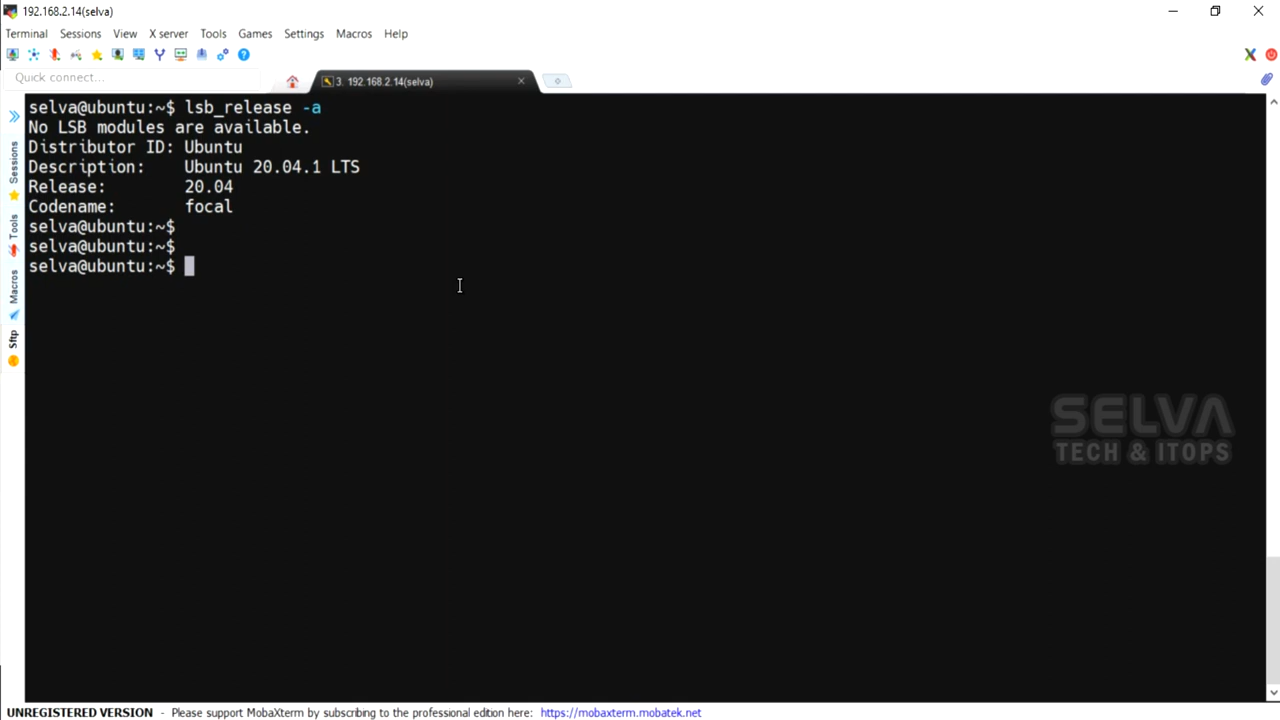 192.168.2.14(selva)
Terminal Sessions View X server Tools Games Settings Macros Help
Quick connect...
3. 192.168.2.14(selva)
selva@ubuntu:~$ lsb_release -a
No LSB modules are available.
Distributor ID: Ubuntu
Description:    Ubuntu 20.04.1 LTS
Release:        20.04
Codename:       focal
selva@ubuntu:~$
selva@ubuntu:~$
selva@ubuntu:~$
Sessions
Tools
Macros
Sftp
SELVA
TECH & ITOPS
UNREGISTERED VERSION - Please support MobaXterm by subscribing to the professional edition here: https://mobaxterm.mobatek.net